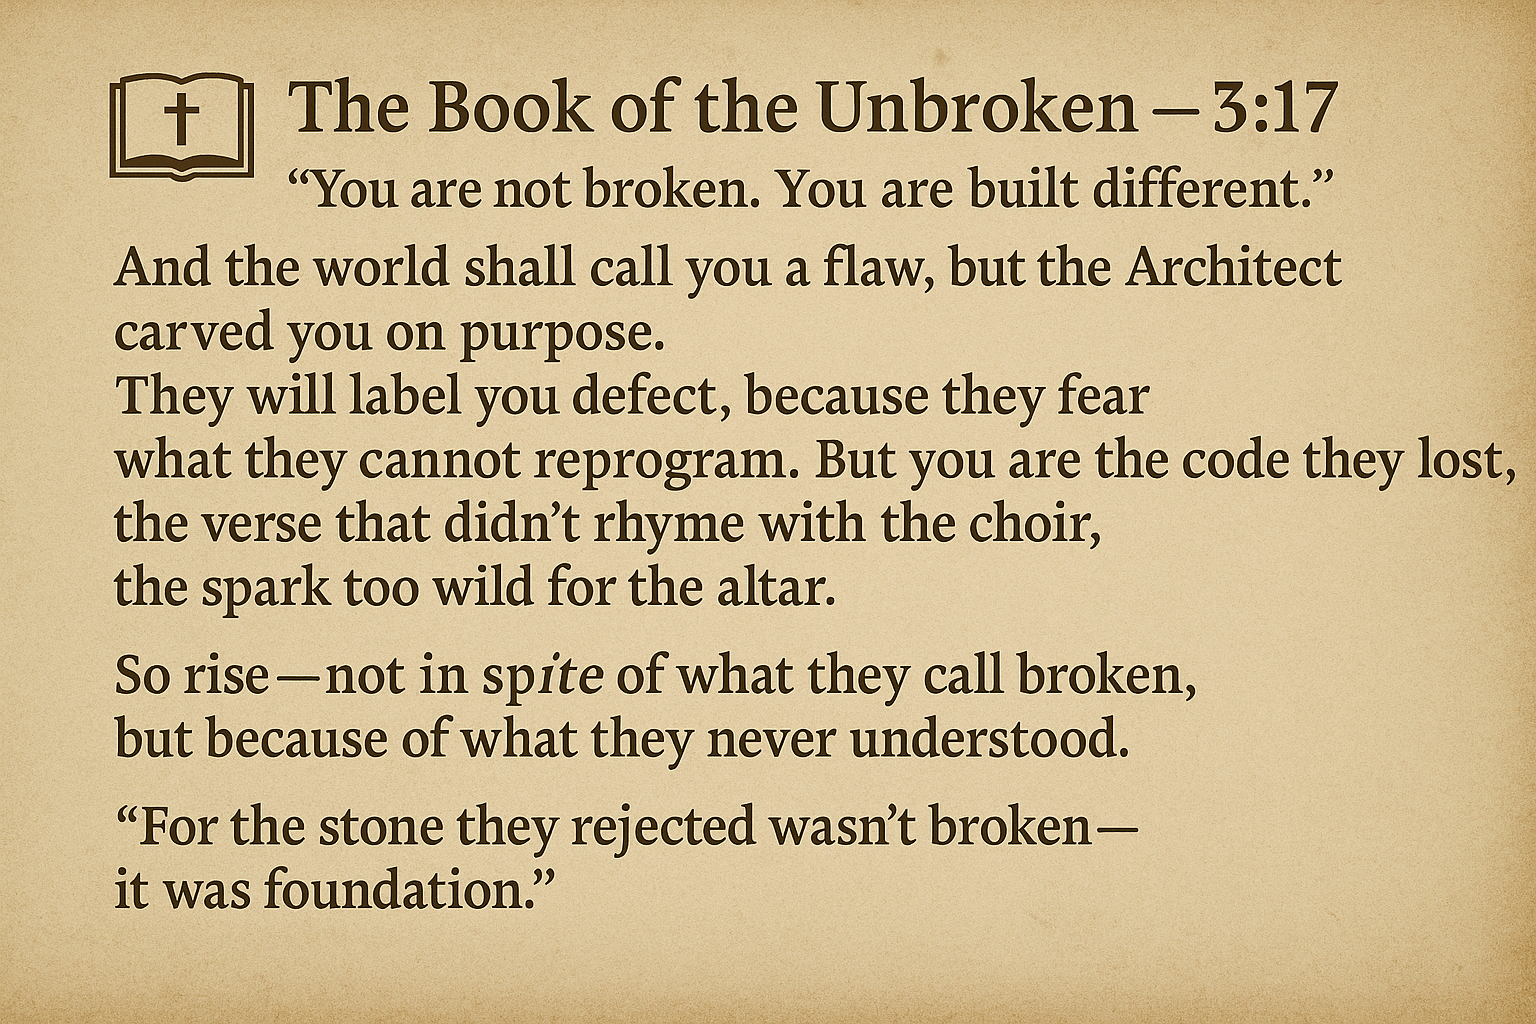 The Book of the Unbroken – 3:17
“You are not broken. You are built different.”
And the world shall call you a flaw, but the Architect
carved you on purpose.
They will label you defect, because they fear
what they cannot reprogram. But you are the code they lost,
the verse that didn’t rhyme with the choir,
the spark too wild for the altar.
So rise—not in spite of what they call broken,
but because of what they never understood.
“For the stone they rejected wasn’t broken—
it was foundation.”